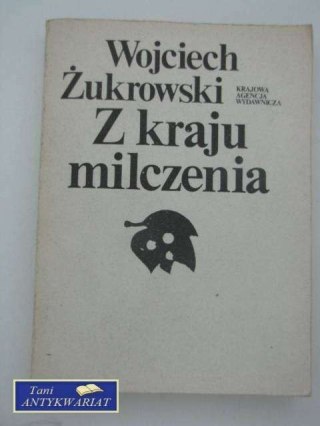 Wojciech
Żukrowski
KRAJOWA
AGENCJA
WYDAWNICZA
Z kraju
milczenia
Tani
ANTYKWARIAT